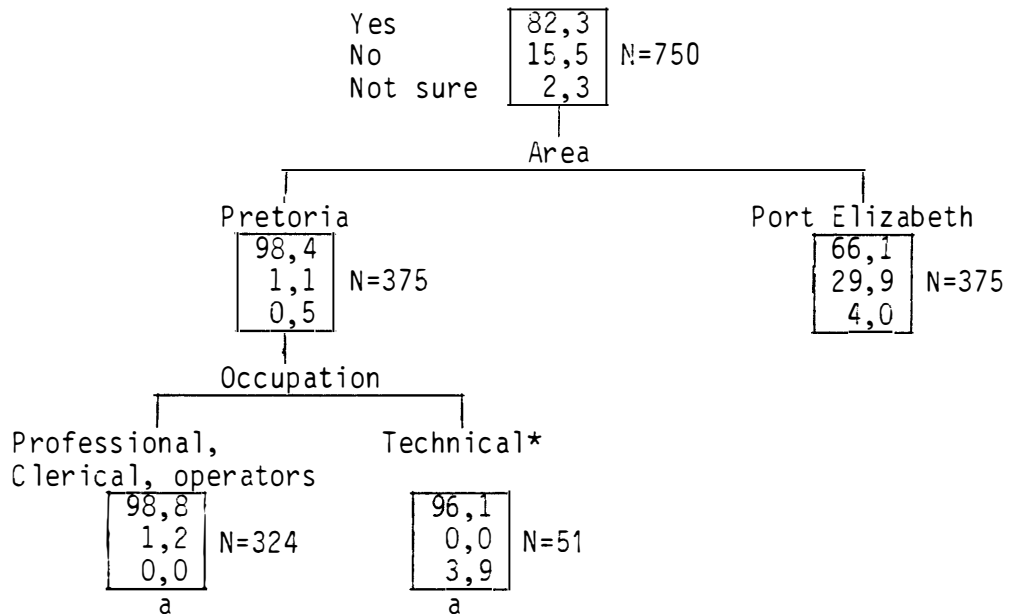 Yes 82,3
No 15,5 N=750
Not sure 2,3
Area
Pretoria Port Elizabeth
98,4 66,1
1,1 N=375 29,9 N=375
0,5 4,0
Occupation
Professional, Technical*
Clerical, operators
98,8 96,1
1,2 N=324 0,0 N=51
0,0 3,9
a a